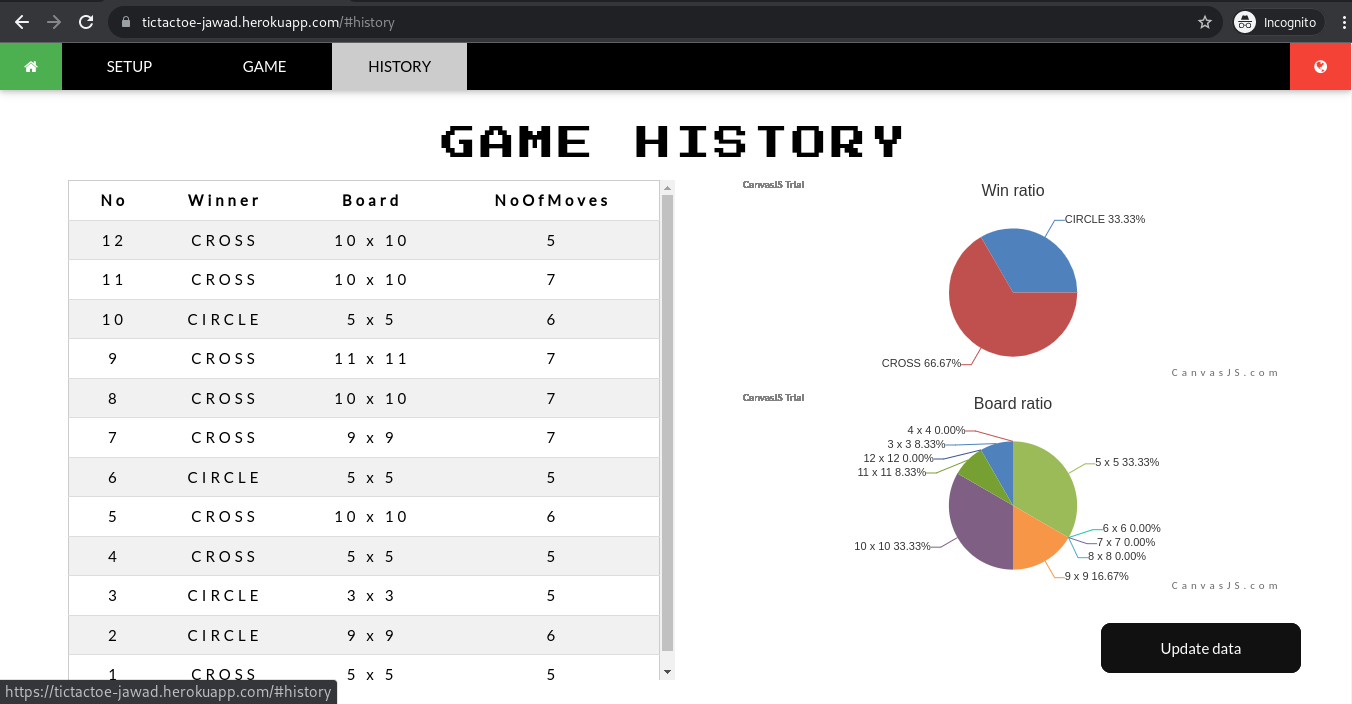 tictactoe-jawad.herokuapp.com/#history
Incognito
SETUP GAME HISTORY
GAME HISTORY
No Winner Board NoOfMoves
12 CROSS 10 x 10 5
11 CROSS 10 x 10 7
10 CIRCLE 5 x 5 6
9 CROSS 11 x 11 7
8 CROSS 10 x 10 7
7 CROSS 9 x 9 7
6 CIRCLE 5 x 5 5
5 CROSS 10 x 10 6
4 CROSS 5 x 5 5
3 CIRCLE 3 x 3 5
2 CIRCLE 9 x 9 6
1 CROSS 5 x 5 5
https://tictactoe-jawad.herokuapp.com/#history
CanvasJS Trial
Win ratio
CIRCLE 33.33%
CROSS 66.67%
CanvasJS.com
CanvasJS Trial
Board ratio
4 x 4 0.00%
3 x 3 8.33%
12 x 12 0.00%
11 x 11 8.33%
5 x 5 33.33%
6 x 6 0.00%
7 x 7 0.00%
10 x 10 33.33%
8 x 8 0.00%
9 x 9 16.67%
CanvasJS.com
Update data